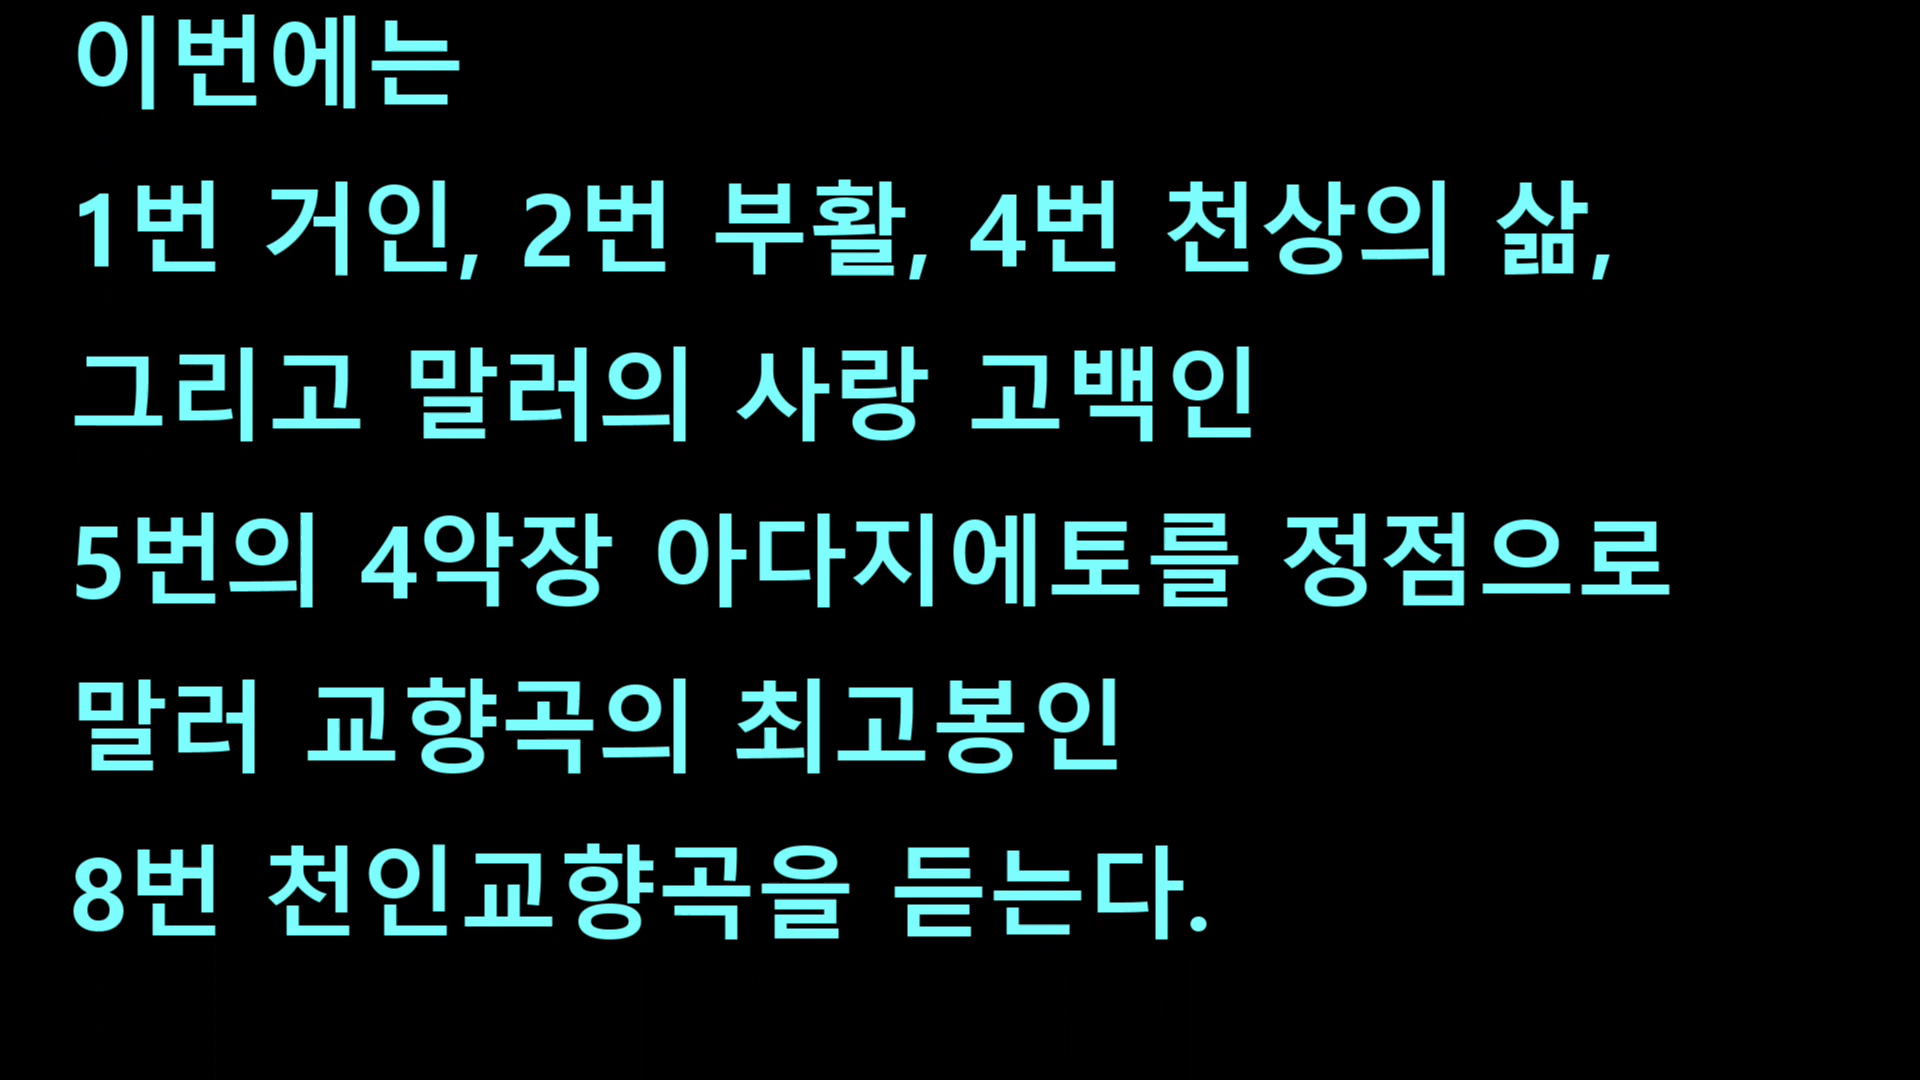 이번에는
1번 거인, 2번 부활, 4번 천상의 삶,
그리고 말러의 사랑 고백인
5번의 4악장 아다지에토를 정점으로
말러 교향곡의 최고봉인
8번 천인교향곡을 듣는다.